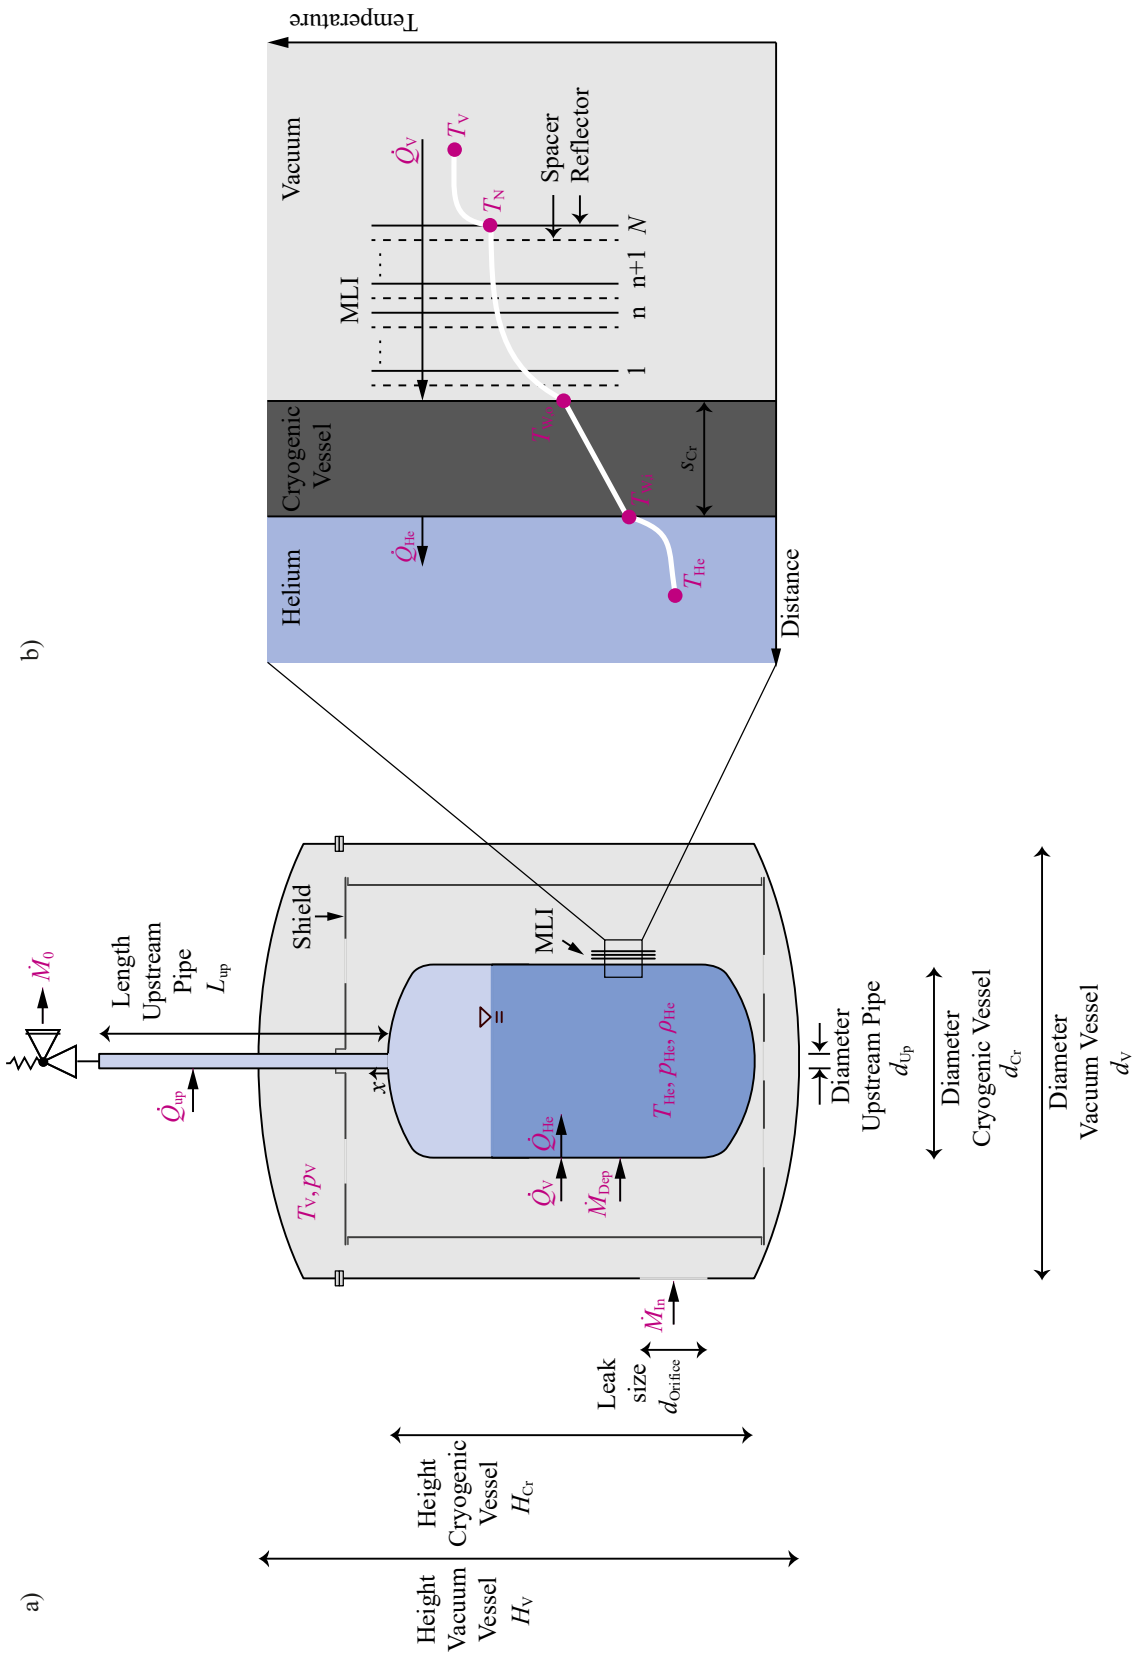 a)
Height
Vacuum
Vessel
H_V
Height
Cryogenic
Vessel
H_Cr
Leak
size
d_Orifice
Ṁ_In
T_V, p_V
Q̇_up
Ṁ_0
Length
Upstream
Pipe
L_up
x
Shield
MLI
Q̇_V
Q̇_He
Ṁ_Dep
T_He, p_He, ρ_He
Diameter
Upstream Pipe
d_Up
Diameter
Cryogenic Vessel
d_Cr
Diameter
Vacuum Vessel
d_V
b)
Helium
Cryogenic
Vessel
Vacuum
Temperature
MLI
Q̇_He
Q̇_V
T_V
T_N
T_W,o
T_W,i
T_He
Spacer
Reflector
1
n
n+1
N
s_Cr
Distance